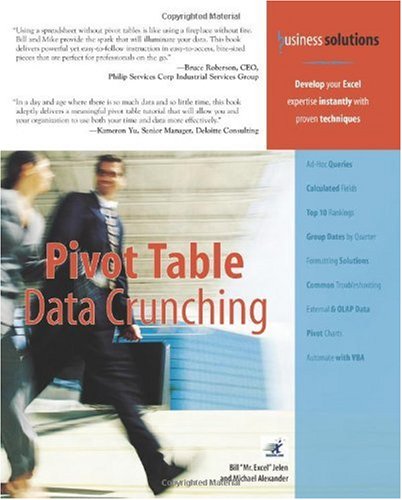 Copyrighted Material
"Using a spreadsheet without pivot tables is like using a fireplace without fire.
Bill and Mike provide the spark that will illuminate your data. This book
delivers powerful yet easy-to-follow instructions in easy-to-access, bite-sized
pieces that are perfect for professionals on the go."
—Bruce Roberson, CEO,
Philip Services Corp Industrial Services Group
"In a day and age where there is so much data and so little time, this book
adeptly delivers a meaningful pivot table tutorial that will allow you and
your organization to use both your time and data more effectively."
—Kameron Yu, Senior Manager, Deloitte Consulting
business solutions
Develop your Excel
expertise instantly with
proven techniques
Ad-Hoc Queries
Calculated Fields
Top 10 Rankings
Group Dates by Quarter
Formatting Solutions
Common Troubleshooting
External & OLAP Data
Pivot Charts
Automate with VBA
Pivot Table
Data Crunching
Bill "Mr. Excel" Jelen
and Michael Alexander
Copyrighted Material